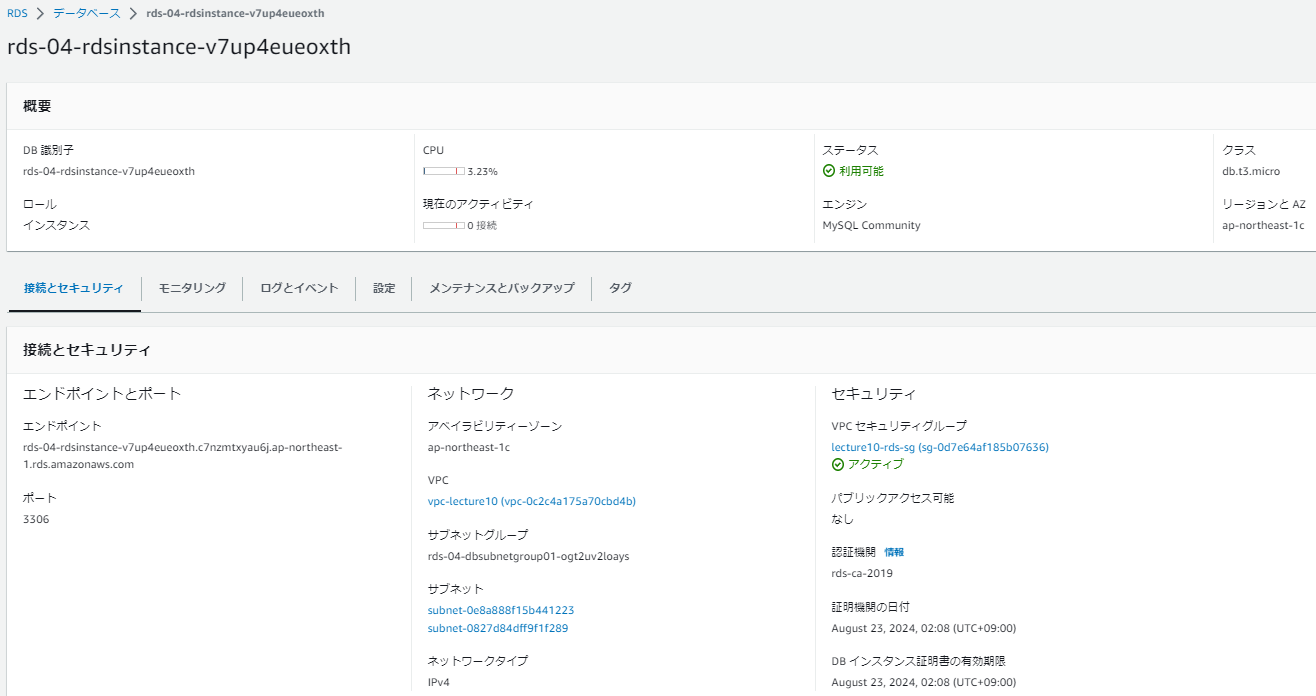 RDS > データベース > rds-04-rdsinstance-v7up4eueoxth
rds-04-rdsinstance-v7up4eueoxth
概要
DB 識別子
rds-04-rdsinstance-v7up4eueoxth
ロール
インスタンス
CPU
3.23%
現在のアクティビティ
0 接続
ステータス
利用可能
エンジン
MySQL Community
クラス
db.t3.micro
リージョンと AZ
ap-northeast-1c
接続とセキュリティ
モニタリング
ログとイベント
設定
メンテナンスとバックアップ
タグ
接続とセキュリティ
エンドポイントとポート
エンドポイント
rds-04-rdsinstance-v7up4eueoxth.c7nzmtxyau6j.ap-northeast-
1.rds.amazonaws.com
ポート
3306
ネットワーク
アベイラビリティーゾーン
ap-northeast-1c
VPC
vpc-lecture10 (vpc-0c2c4a175a70cbd4b)
サブネットグループ
rds-04-dbsubnetgroup01-ogt2uv2loays
サブネット
subnet-0e8a888f15b441223
subnet-0827d84dff9f1f289
ネットワークタイプ
IPv4
セキュリティ
VPC セキュリティグループ
lecture10-rds-sg (sg-0d7e64af185b07636)
アクティブ
パブリックアクセス可能
なし
認証機関 情報
rds-ca-2019
証明機関の日付
August 23, 2024, 02:08 (UTC+09:00)
DB インスタンス証明書の有効期限
August 23, 2024, 02:08 (UTC+09:00)